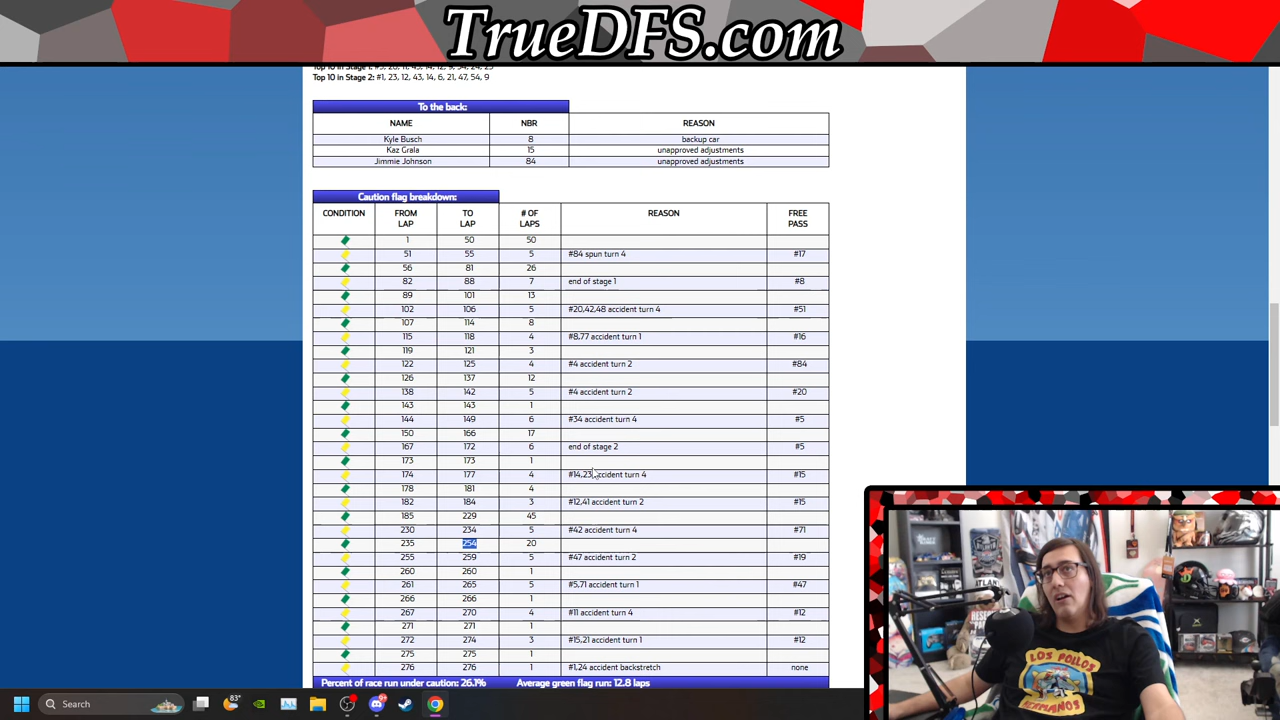 TrueDFS.com
Top 10 in Stage 2: #1, 23, 12, 43, 14, 6, 21, 47, 54, 9
To the back:
NAME NBR REASON
Kyle Busch 8 backup car
Kaz Grala 15 unapproved adjustments
Jimmie Johnson 84 unapproved adjustments
Caution flag breakdown:
CONDITION FROM LAP TO LAP # OF LAPS REASON FREE PASS
1 50 50
51 55 5 #84 spun turn 4 #17
56 81 26
82 88 7 end of stage 1 #8
89 101 13
102 106 5 #20,42,48 accident turn 4 #51
107 114 8
115 118 4 #8,77 accident turn 1 #16
119 121 3
122 125 4 #4 accident turn 2 #84
126 137 12
138 142 5 #4 accident turn 2 #20
143 143 1
144 149 6 #34 accident turn 4 #5
150 166 17
167 172 6 end of stage 2 #5
173 173 1
174 177 4 #14,23 accident turn 4 #15
178 181 4
182 184 3 #12,41 accident turn 2 #15
185 229 45
230 234 5 #42 accident turn 4 #71
235 254 20
255 259 5 #47 accident turn 2 #19
260 260 1
261 265 5 #5,71 accident turn 1 #47
266 266 1
267 270 4 #11 accident turn 4 #12
271 271 1
272 274 3 #15,21 accident turn 1 #12
275 275 1
276 276 1 #1,24 accident backstretch none
Percent of race run under caution: 26.1% Average green flag run: 12.8 laps
LOS POLLOS
HERMANOS
83°
Search